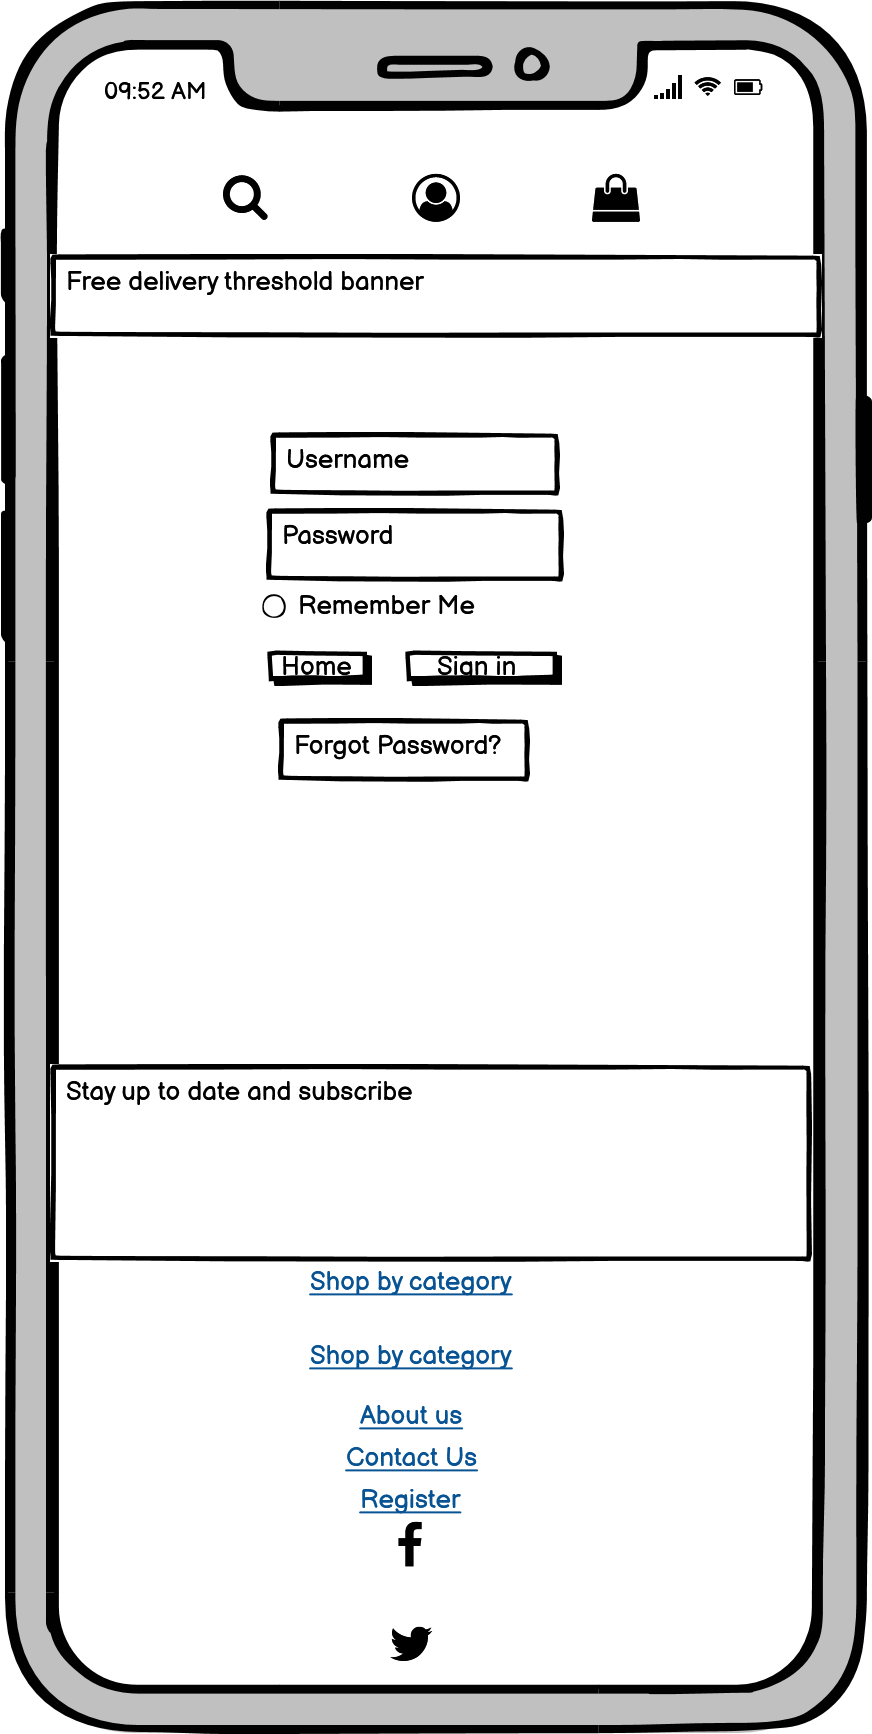 09:52 AM
Free delivery threshold banner
Username
Password
Remember Me
Home
Sign in
Forgot Password?
Stay up to date and subscribe
Shop by category
Shop by category
About us
Contact Us
Register